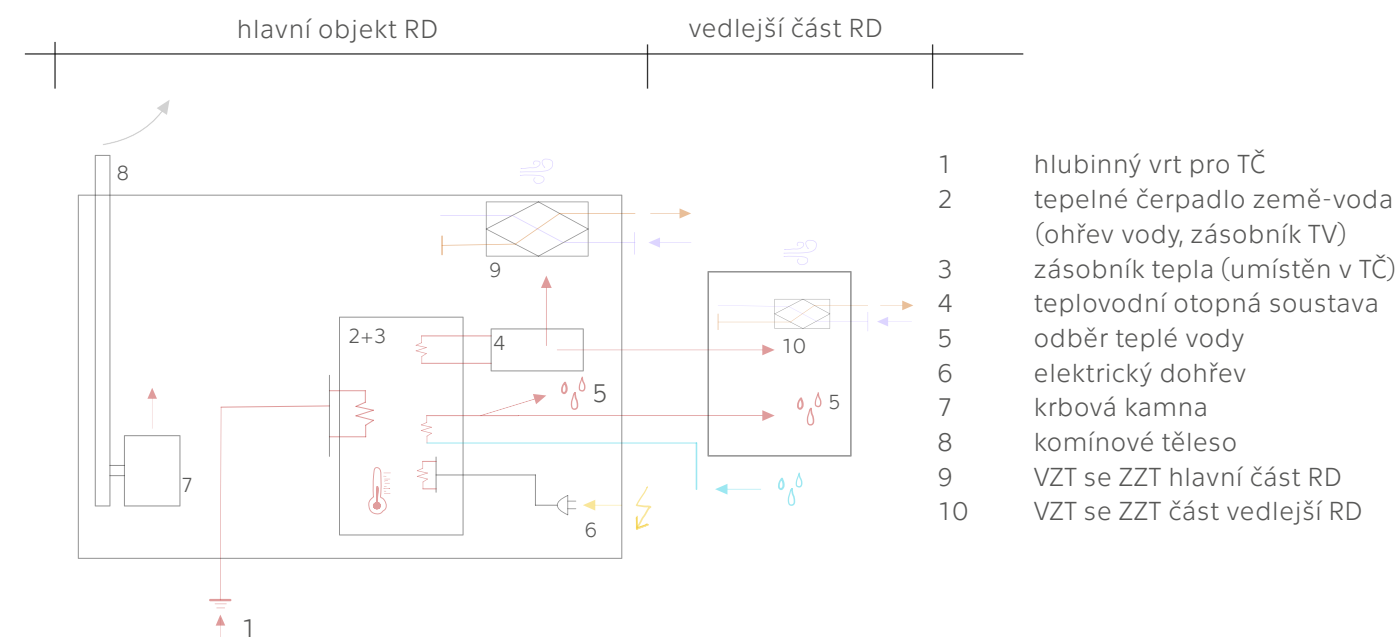 hlavní objekt RD
vedlejší část RD
8
9
2+3
4
5
10
5
7
6
1
1 hlubinný vrt pro TČ
2 tepelné čerpadlo země-voda
(ohřev vody, zásobník TV)
3 zásobník tepla (umístěn v TČ)
4 teplovodní otopná soustava
5 odběr teplé vody
6 elektrický dohřev
7 krbová kamna
8 komínové těleso
9 VZT se ZZT hlavní část RD
10 VZT se ZZT část vedlejší RD